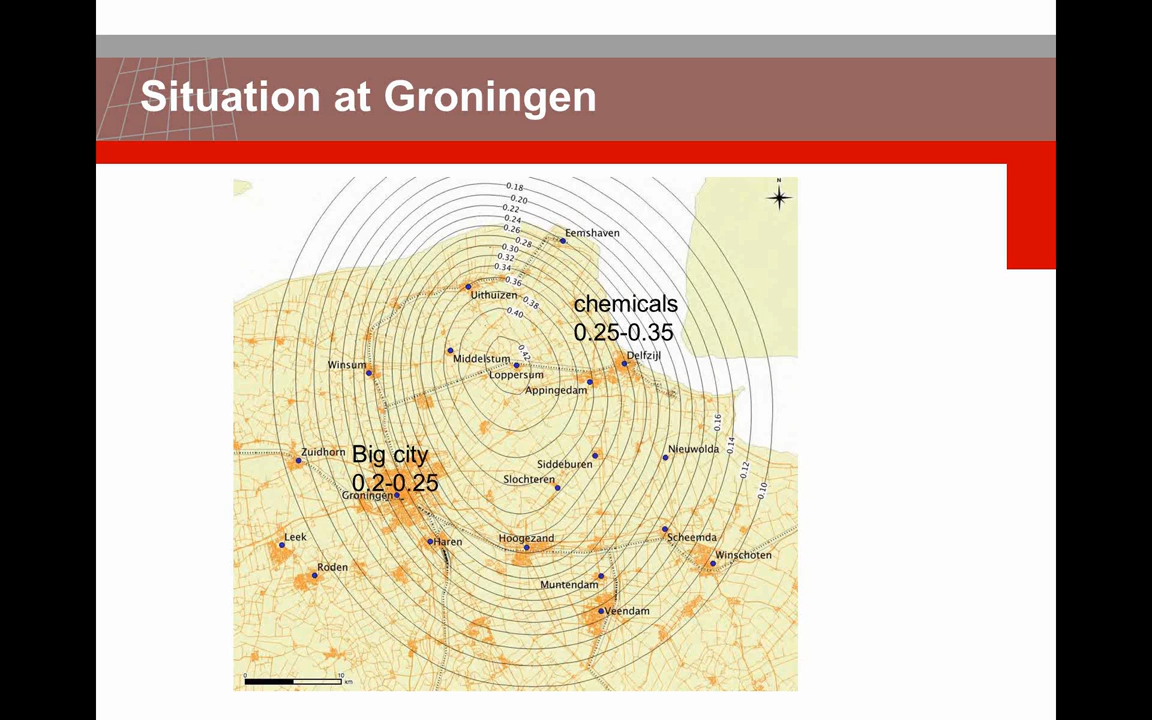 Situation at Groningen
N
0.18
0.20
0.22
0.24
0.26
0.28
0.30
0.32
0.34
0.36
0.38
0.40
0.42
Eemshaven
Uithuizen
chemicals
0.25-0.35
Middelstum
Delfzijl
Winsum
Loppersum
Appingedam
0.16
0.14
0.12
0.10
Zuidhorn
Big city
0.2-0.25
Groningen
Nieuwolda
Siddeburen
Slochteren
Leek
Haren
Hoogezand
Scheemda
Winschoten
Roden
Muntendam
Veendam
0
10
km